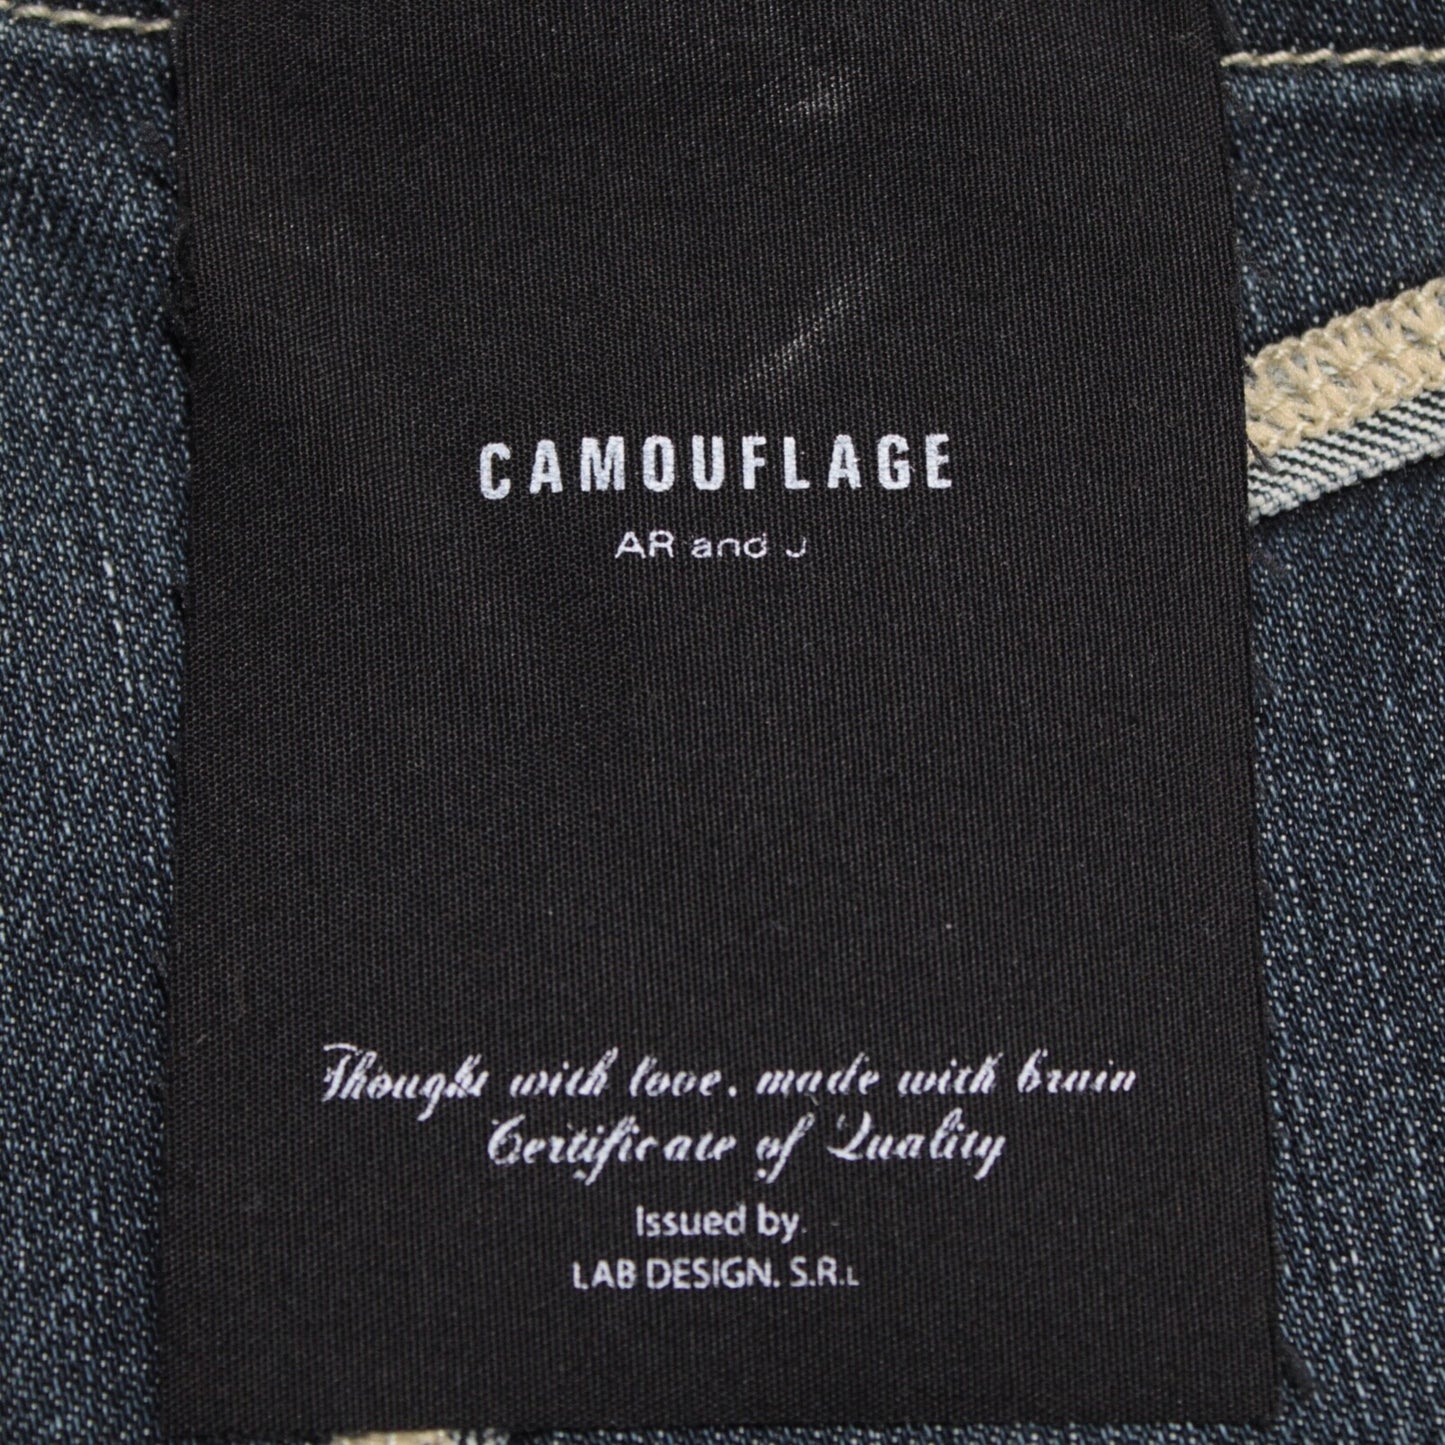 CAMOUFLAGE
AR and J
Thought with love, made with brain
Certificate of Quality
Issued by.
LAB DESIGN. S.R.L